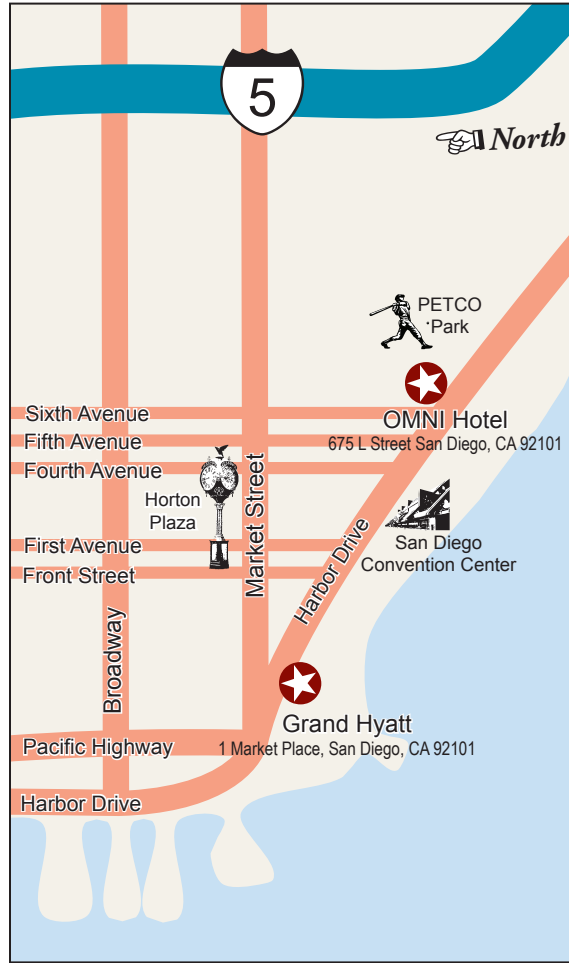 5
North
PETCO
Park
OMNI Hotel
675 L Street San Diego, CA 92101
Sixth Avenue
Fifth Avenue
Fourth Avenue
Horton
Plaza
Market Street
First Avenue
Front Street
Harbor Drive
San Diego
Convention Center
Broadway
Grand Hyatt
1 Market Place, San Diego, CA 92101
Pacific Highway
Harbor Drive